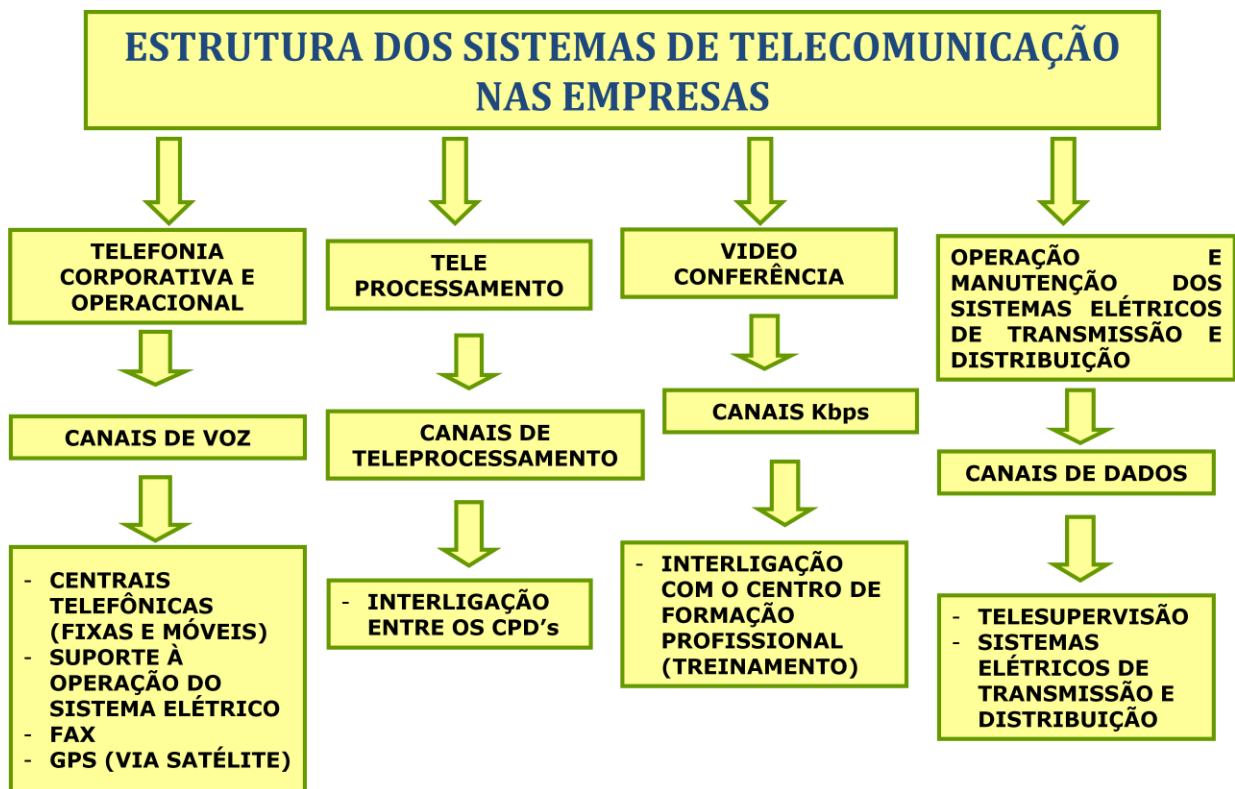 ESTRUTURA DOS SISTEMAS DE TELECOMUNICAÇÃO
NAS EMPRESAS
TELEFONIA
CORPORATIVA E
OPERACIONAL
CANAIS DE VOZ
- CENTRAIS
TELEFÔNICAS
(FIXAS E MÓVEIS)
- SUPORTE À
OPERAÇÃO DO
SISTEMA ELÉTRICO
- FAX
- GPS (VIA SATÉLITE)
TELE
PROCESSAMENTO
CANAIS DE
TELEPROCESSAMENTO
- INTERLIGAÇÃO
ENTRE OS CPD's
VIDEO
CONFERÊNCIA
CANAIS Kbps
- INTERLIGAÇÃO
COM O CENTRO DE
FORMAÇÃO
PROFISSIONAL
(TREINAMENTO)
OPERAÇÃO E
MANUTENÇÃO DOS
SISTEMAS ELÉTRICOS
DE TRANSMISSÃO E
DISTRIBUIÇÃO
CANAIS DE DADOS
- TELESUPERVISÃO
- SISTEMAS
ELÉTRICOS DE
TRANSMISSÃO E
DISTRIBUIÇÃO